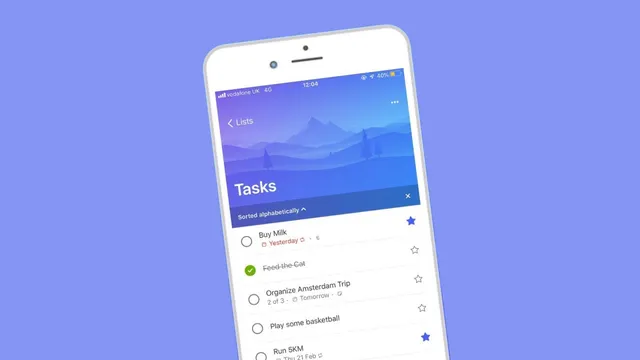 vodafone UK 4G 13:04 40%
Lists
Tasks
Sorted alphabetically
Buy Milk
Yesterday
Feed the Cat
Organize Amsterdam Trip
2 of 3 • Tomorrow
Play some basketball
Run 5KM
Thu 21 Feb